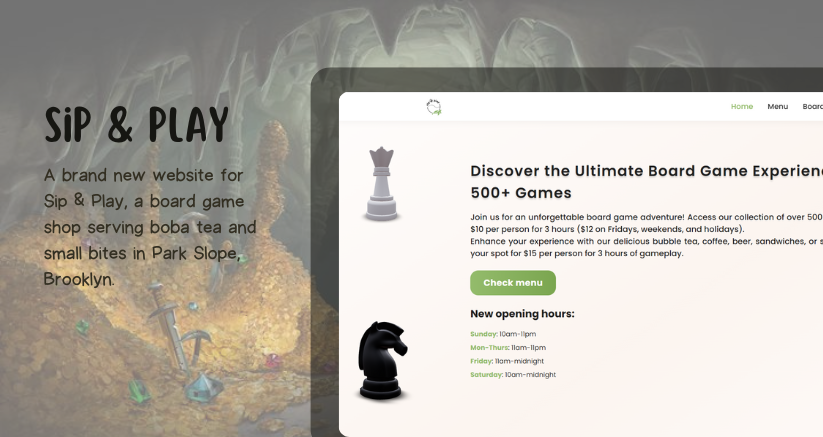 SiP & PLAY
A brand new website for
Sip & Play, a board game
shop serving boba tea and
small bites in Park Slope,
Brooklyn.
Home Menu
Discover the Ultimate Board Game
500+ Games
Join us for an unforgettable board game adventure! Access our collection of over 500
$10 per person for 3 hours ($12 on Fridays, weekends, and holidays).
Enhance your experience with our delicious bubble tea, coffee, beer, sandwiches, or
your spot for $15 per person for 3 hours of gameplay.
Check menu
New opening hours:
Sunday: 10am-11pm
Mon-Thurs: 11am-11pm
Friday: 11am-midnight
Saturday: 10am-midnight